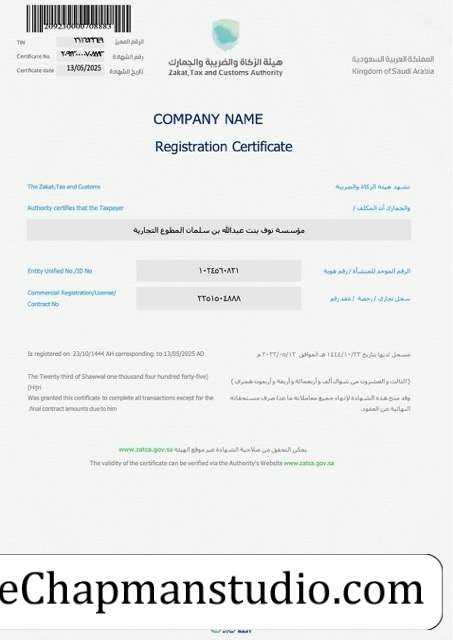 209230000708883
TIN ٣١١٥٧٦٦٤٩ الرقم المميز
Certificate No. رقم الشهادة
Certificate date 13/05/2025 تاريخ الشهادة
هيئة الزكاة والضريبة والجمارك
Zakat,Tax and Customs Authority
المملكة العربية السعودية
Kingdom of Saudi Arabia
COMPANY NAME
Registration Certificate
The Zakat,Tax and Customs تشهد هيئة الزكاة والضريبة
Authority certifies that the Taxpayer والجمارك أن المكلف /
مؤسسة نوف بنت عبدالله بن سلمات المطوع التجارية
Entity Unified No./ID No ١٠٢٤٥٦٠٨٢١ الرقم الموحد للمنشأة / رقم هوية
Commercial Registration/License/
Contract No ٢٢٥١٥٠٤٨٨٨ سجل تجاري / رخصة / عقد رقم
Is registered on 23/10/1444 AH corresponding to 13/05/2025 AD مسجل لديها بتاريخ ١٤٤٤/١٠/٢٣ هـ الموافق ٢٠٢٣/٠٥/١٣ م
The Twenty third of Shawwal one thousand four hundred forty-five) (الثالث و العشرون من شوال ألف و أربعمائة و أربعة و أربعون هجري )
(Hijri
Was granted this certificate to complete all transactions except for the وقد منح هذه الشهادة لإنهاء جميع معاملاته ما عدا صرف مستحقاته
.final contract amounts due to him النهائية عن العقود.
يمكن التحقق من صلاحية الشهادة عبر موقع الهيئة www.zatca.gov.sa
The validity of the certificate can be verified via the Authority's Website www.zatca.gov.sa
eChapmanstudio.com